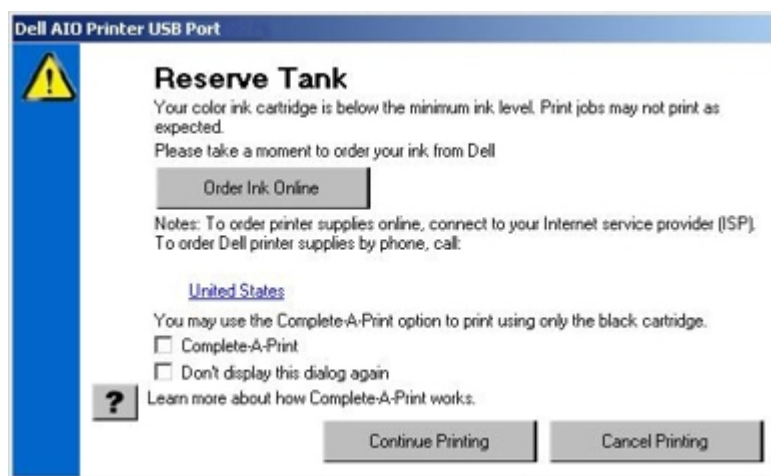 Dell AIO Printer USB Port
Reserve Tank
Your color ink cartridge is below the minimum ink level. Print jobs may not print as
expected.
Please take a moment to order your ink from Dell
Order Ink Online
Notes: To order printer supplies online, connect to your Internet service provider (ISP).
To order Dell printer supplies by phone, call:
United States
You may use the Complete-A-Print option to print using only the black cartridge.
Complete-A-Print
Don't display this dialog again
? Learn more about how Complete-A-Print works.
Continue Printing Cancel Printing